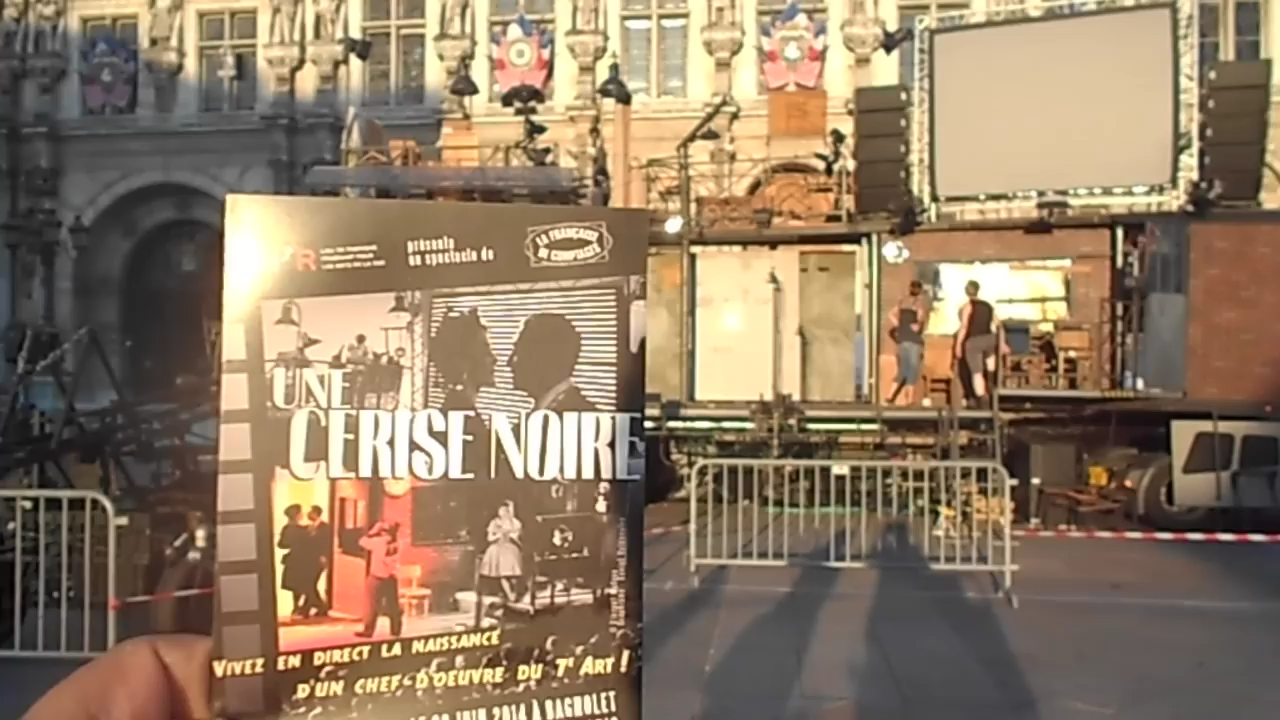 présente
un spectacle de
LA FRANÇAISE
DE COMPTAGES
UNE
CERISE NOIRE
VIVEZ EN DIRECT LA NAISSANCE
D'UN CHEF-D'OEUVRE DU 7e ART !
JUIN 2014 À BAGNOLET